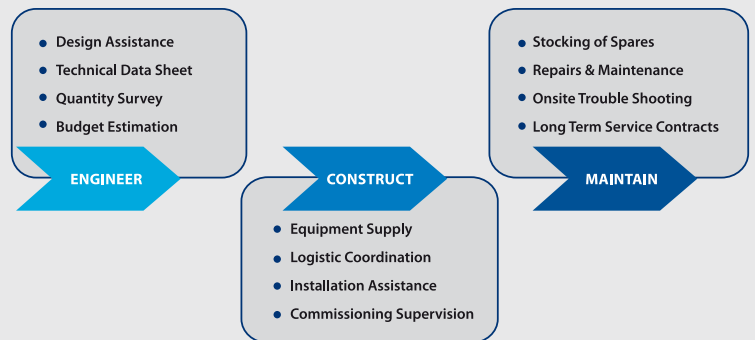 Design Assistance
Technical Data Sheet
Quantity Survey
Budget Estimation
ENGINEER
CONSTRUCT
Equipment Supply
Logistic Coordination
Installation Assistance
Commissioning Supervision
Stocking of Spares
Repairs & Maintenance
Onsite Trouble Shooting
Long Term Service Contracts
MAINTAIN